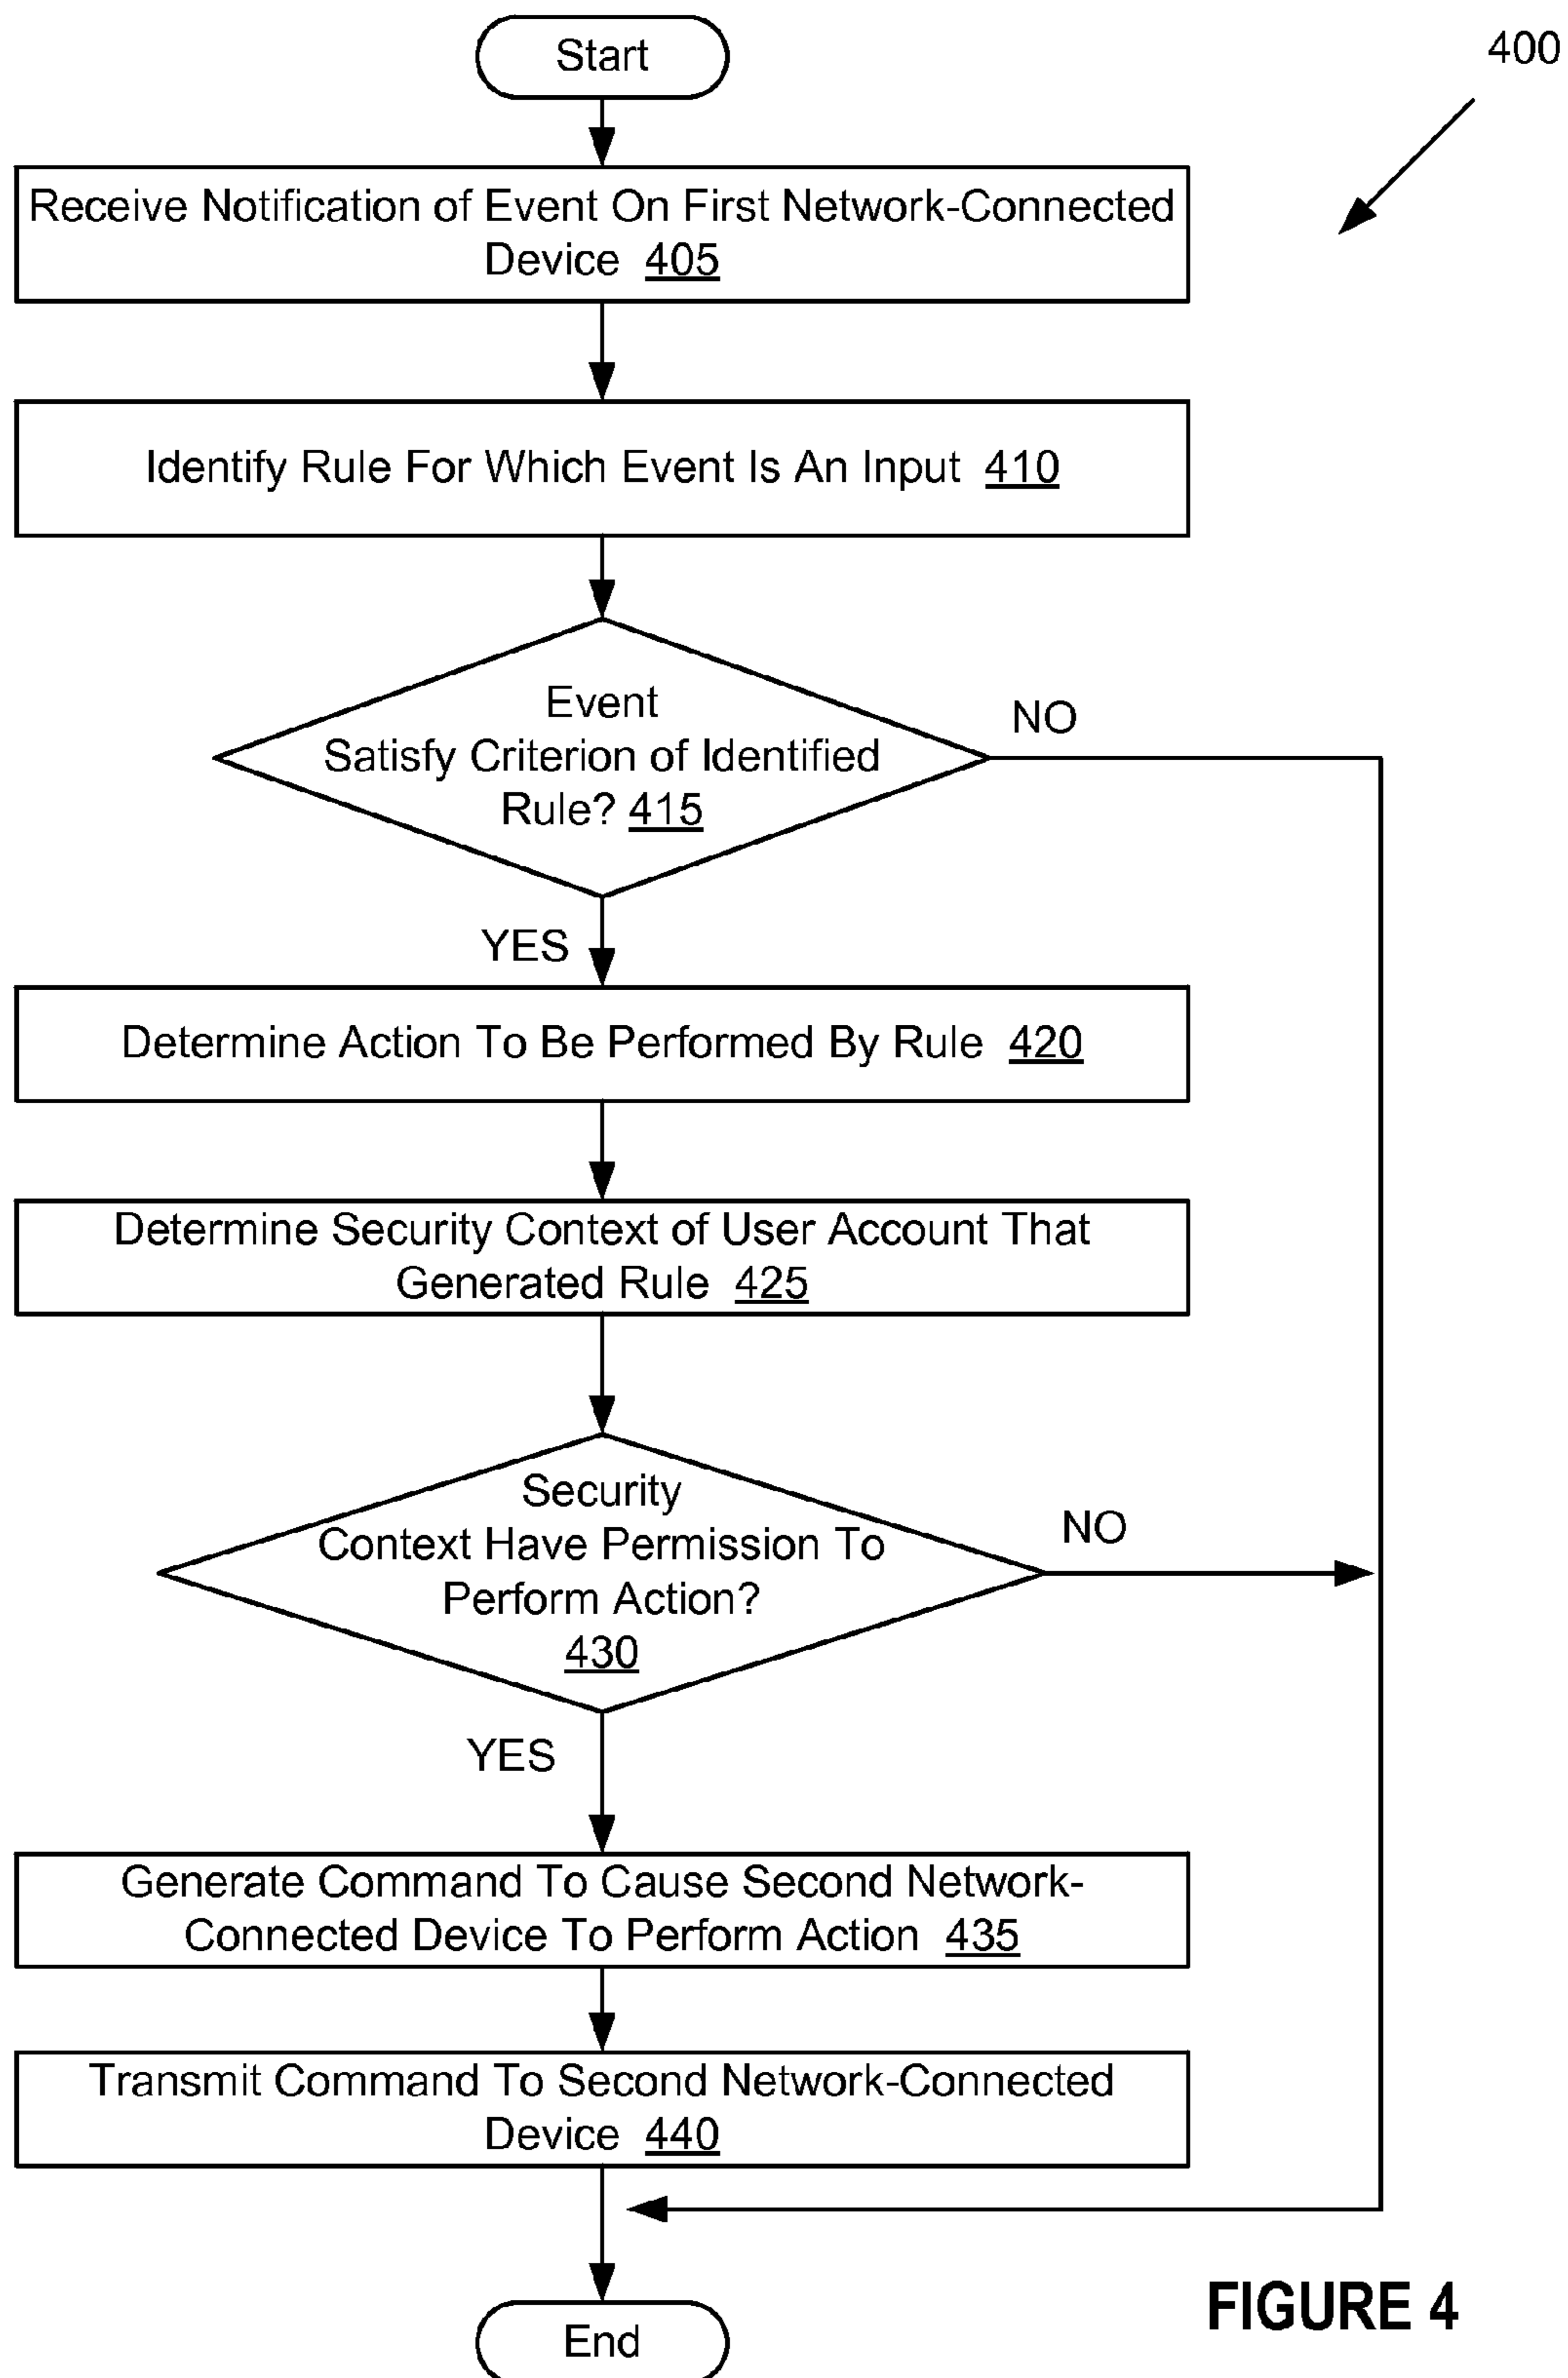 Start
400
Receive Notification of Event On First Network-Connected
Device 405
Identify Rule For Which Event Is An Input 410
Event
Satisfy Criterion of Identified
Rule? 415
NO
YES
Determine Action To Be Performed By Rule 420
Determine Security Context of User Account That
Generated Rule 425
Security
Context Have Permission To
Perform Action?
430
NO
YES
Generate Command To Cause Second Network-
Connected Device To Perform Action 435
Transmit Command To Second Network-Connected
Device 440
End
FIGURE 4